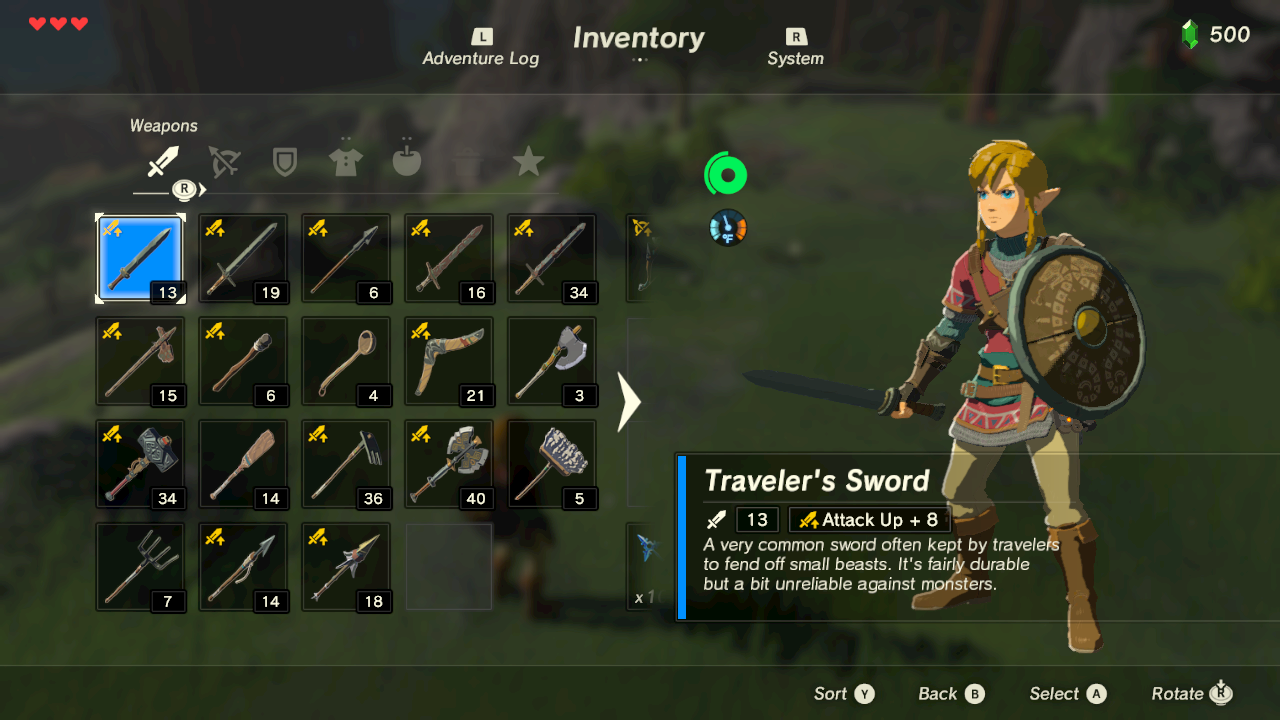 L
Adventure Log
Inventory
R
System
500
Weapons
R
13
19
6
16
34
15
6
4
21
3
34
14
36
40
5
7
14
18
x 1
°F
Traveler's Sword
13
Attack Up + 8
A very common sword often kept by travelers
to fend off small beasts. It's fairly durable
but a bit unreliable against monsters.
Sort Y
Back B
Select A
Rotate R